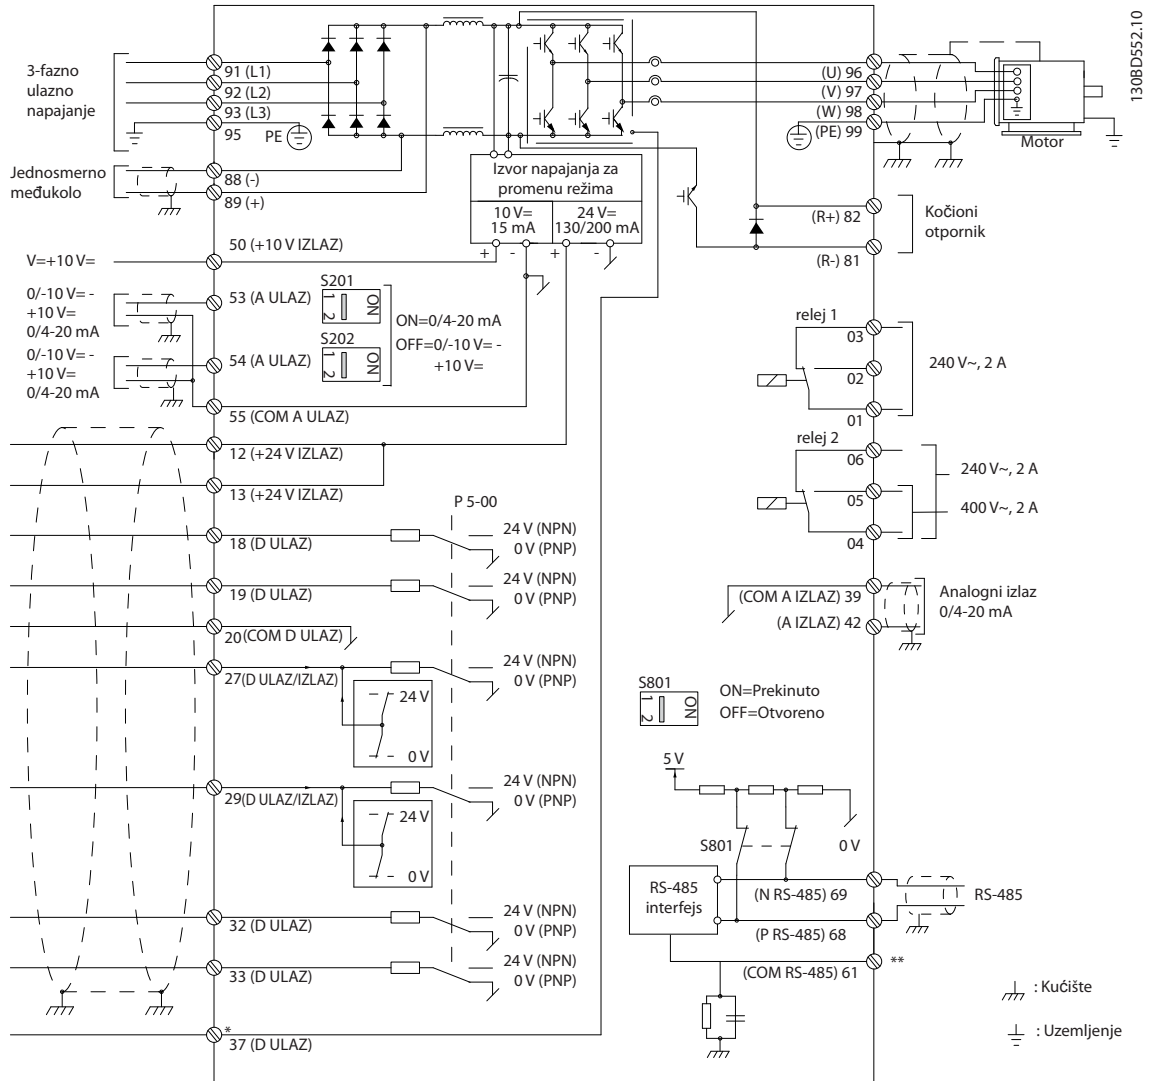 130BD552.10
3-fazno
ulazno
napajanje
91 (L1)
92 (L2)
93 (L3)
95
PE
Jednosmerno
međukolo
88 (-)
89 (+)
Izvor napajanja za
promenu režima
10 V=
15 mA
24 V=
130/200 mA
+ - + -
(U) 96
(V) 97
(W) 98
(PE) 99
Motor
(R+) 82
Kočioni
otpornik
(R-) 81
50 (+10 V IZLAZ)
V=+10 V=
0/-10 V= -
+10 V=
0/4-20 mA
53 (A ULAZ)
S201
1 2
ON
0/-10 V= -
+10 V=
0/4-20 mA
54 (A ULAZ)
S202
1 2
ON
ON=0/4-20 mA
OFF=0/-10 V= -
+10 V=
55 (COM A ULAZ)
12 (+24 V IZLAZ)
13 (+24 V IZLAZ)
relej 1
03
02
01
240 V~, 2 A
relej 2
06
05
04
240 V~, 2 A
400 V~, 2 A
P 5-00
18 (D ULAZ)
24 V (NPN)
0 V (PNP)
19 (D ULAZ)
24 V (NPN)
0 V (PNP)
20 (COM D ULAZ)
27 (D ULAZ/IZLAZ)
24 V (NPN)
0 V (PNP)
24 V
0 V
29 (D ULAZ/IZLAZ)
24 V (NPN)
0 V (PNP)
24 V
0 V
32 (D ULAZ)
24 V (NPN)
0 V (PNP)
33 (D ULAZ)
24 V (NPN)
0 V (PNP)
*
37 (D ULAZ)
(COM A IZLAZ) 39
(A IZLAZ) 42
Analogni izlaz
0/4-20 mA
S801
1 2
ON
ON=Prekinuto
OFF=Otvoreno
5 V
S801
0 V
RS-485
interfejs
(N RS-485) 69
(P RS-485) 68
(COM RS-485) 61
**
RS-485
: Kućište
: Uzemljenje